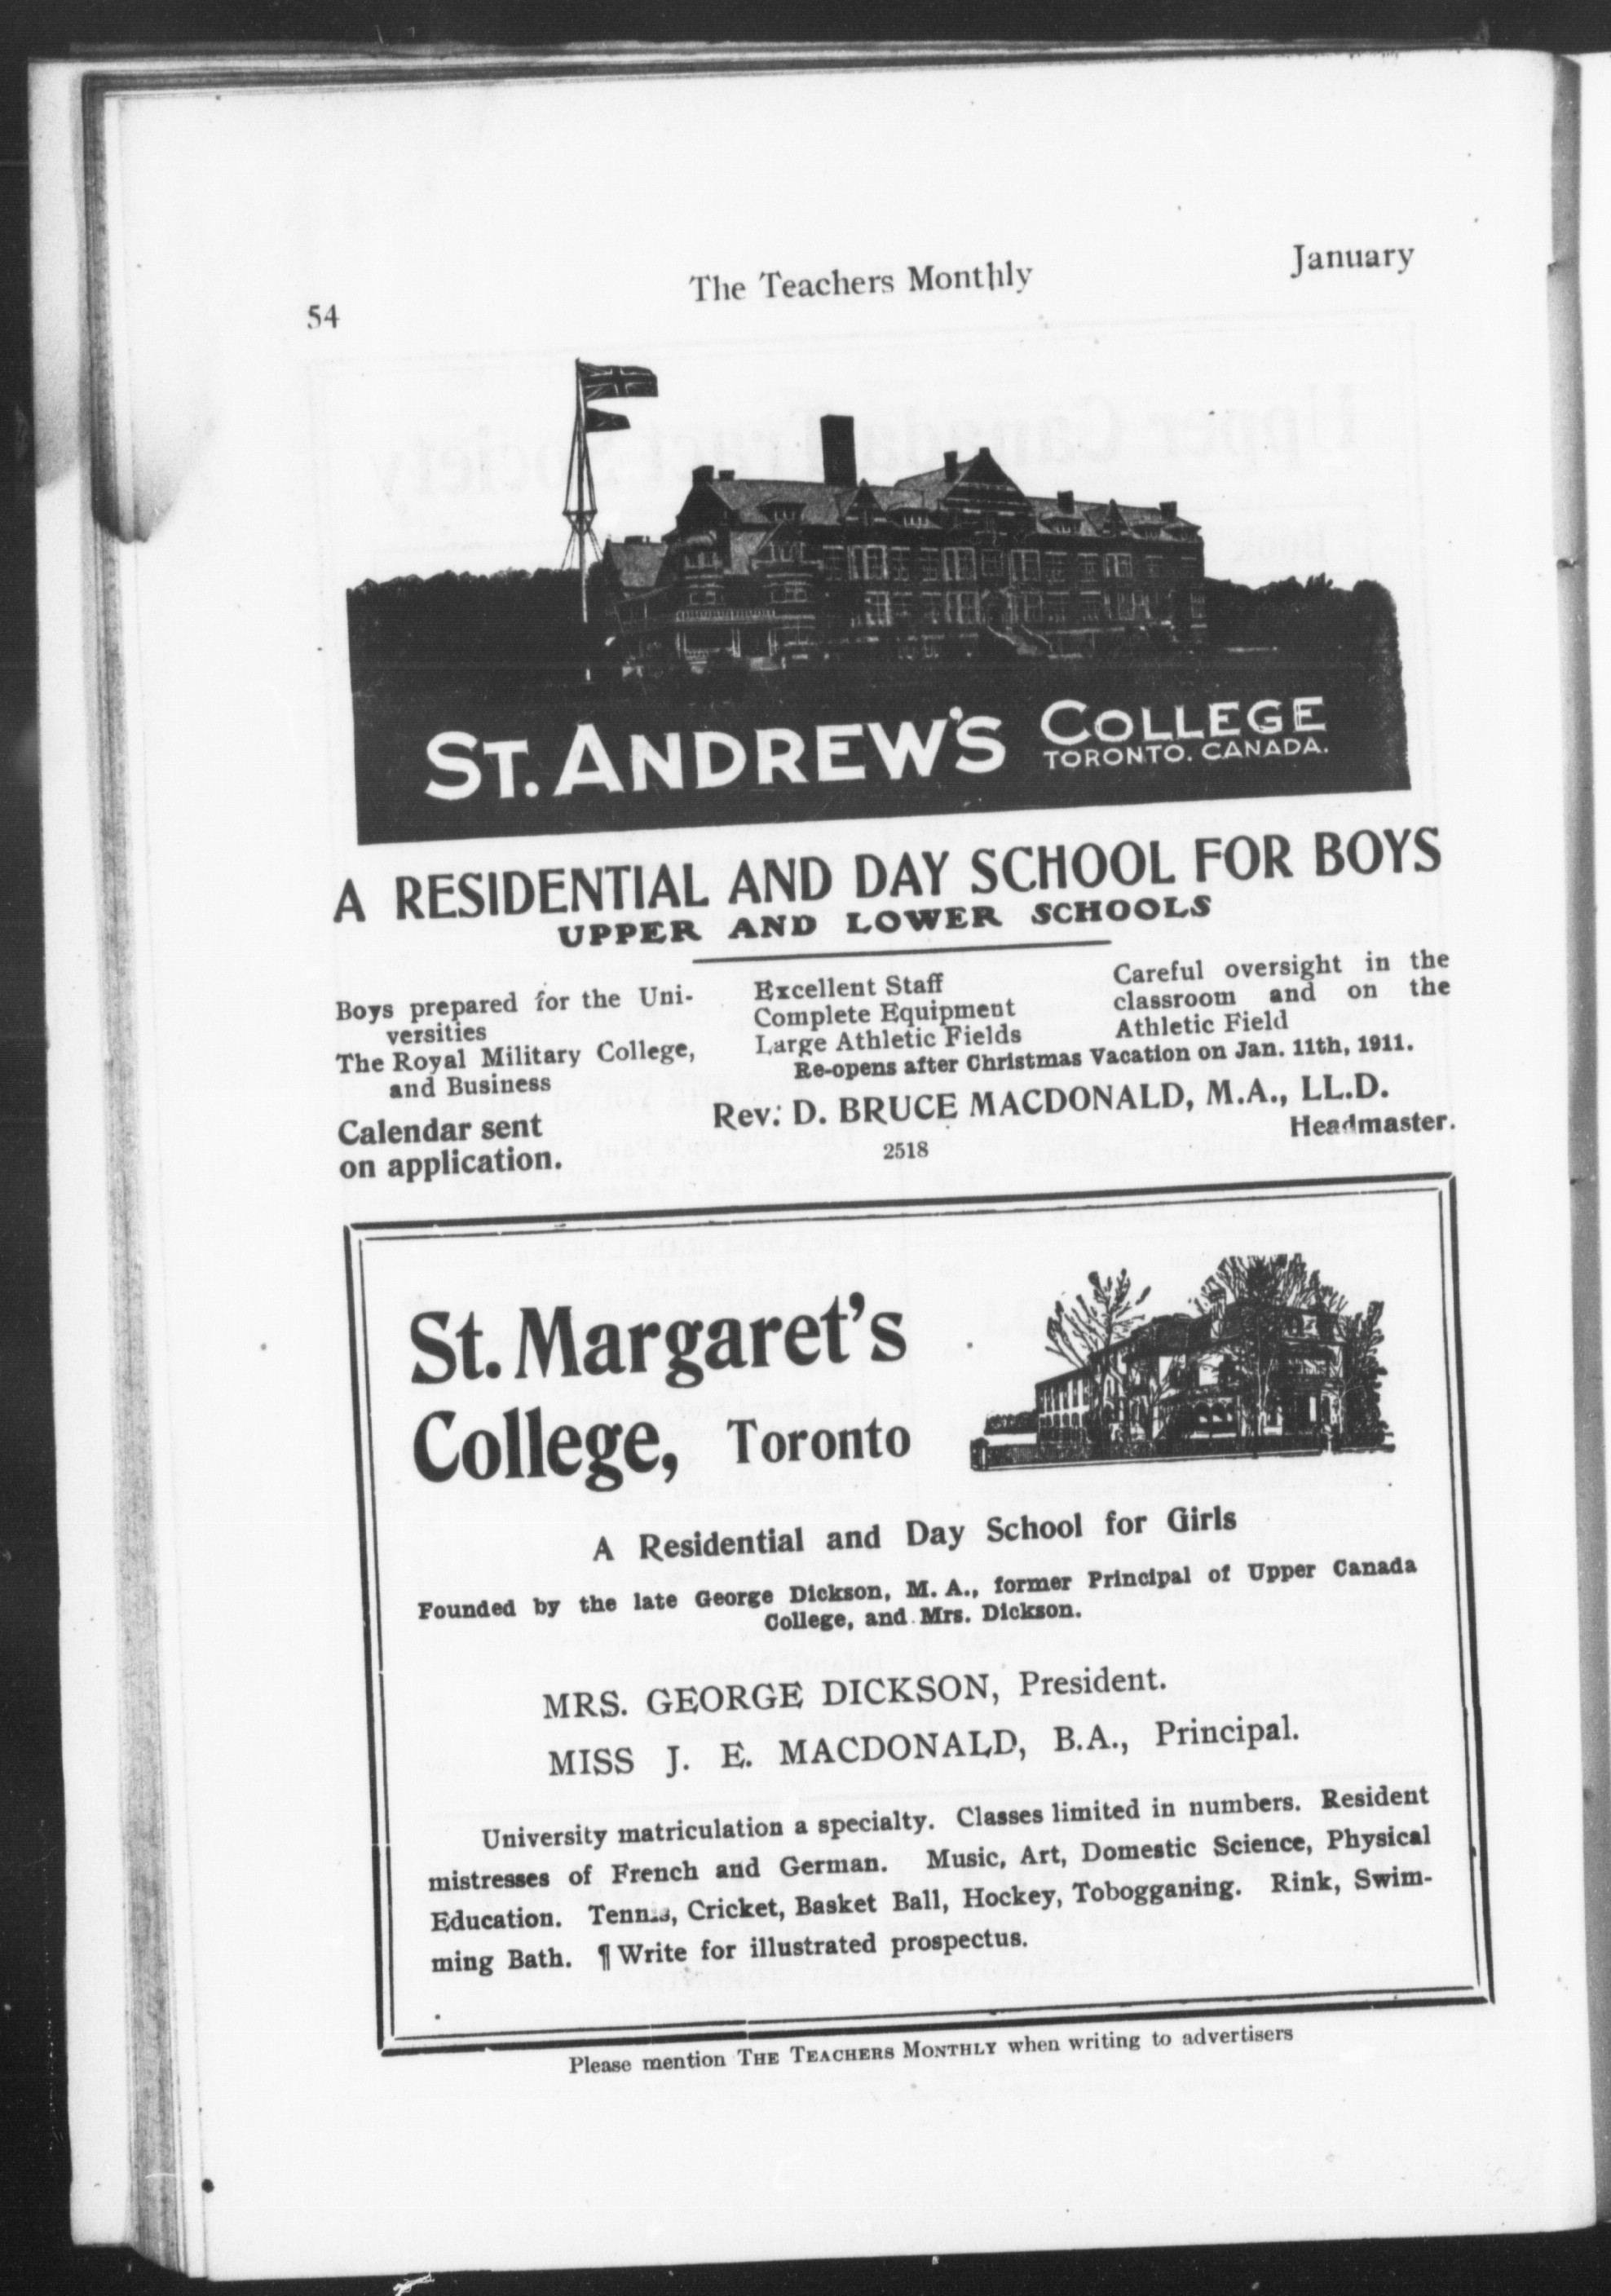 54
The Teachers Monthly
January
ST. ANDREW'S COLLEGE
TORONTO. CANADA.
A RESIDENTIAL AND DAY SCHOOL FOR BOYS
UPPER AND LOWER SCHOOLS
Boys prepared for the Uni-
versities
The Royal Military College,
and Business
Calendar sent
on application.
Excellent Staff
Complete Equipment
Large Athletic Fields
Careful oversight in the
classroom and on the
Athletic Field
Re-opens after Christmas Vacation on Jan. 11th, 1911.
Rev. D. BRUCE MACDONALD, M.A., LL.D.
Headmaster.
2518
St. Margaret's
College, Toronto
A Residential and Day School for Girls
Founded by the late George Dickson, M. A., former Principal of Upper Canada
College, and Mrs. Dickson.
MRS. GEORGE DICKSON, President.
MISS J. E. MACDONALD, B.A., Principal.
University matriculation a specialty. Classes limited in numbers. Resident
mistresses of French and German. Music, Art, Domestic Science, Physical
Education. Tennis, Cricket, Basket Ball, Hockey, Tobogganing. Rink, Swim-
ming Bath. ¶ Write for illustrated prospectus.
Please mention THE TEACHERS MONTHLY when writing to advertisers